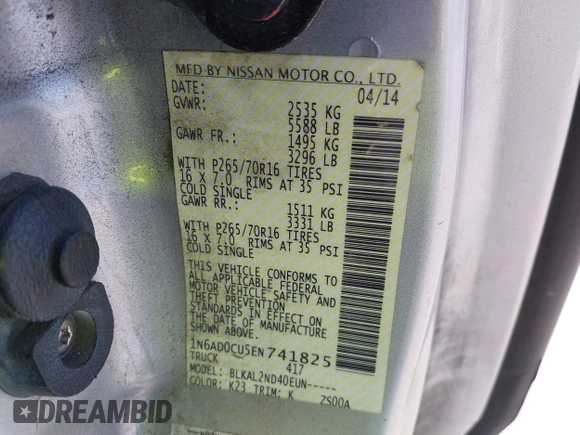 MFD BY NISSAN MOTOR CO., LTD.
DATE: 04/14
GVWR: 2535 KG
5588 LB
GAWR FR.: 1495 KG
3296 LB
WITH P265/70R16 TIRES
16 X 7.0 RIMS AT 35 PSI
COLD SINGLE
GAWR RR.: 1511 KG
3331 LB
WITH P265/70R16 TIRES
16 X 7.0 RIMS AT 35 PSI
COLD SINGLE
THIS VEHICLE CONFORMS TO
ALL APPLICABLE FEDERAL
MOTOR VEHICLE SAFETY AND
THEFT PREVENTION
STANDARDS IN EFFECT ON
THE DATE OF MANUFACTURE
SHOWN ABOVE.
1N6AD0CU5EN741825
TRUCK 417
MODEL: BLKAL2ND40EUN-----
COLOR: K23 TRIM: K ZS00A
DEALERS AUCTION
.COM